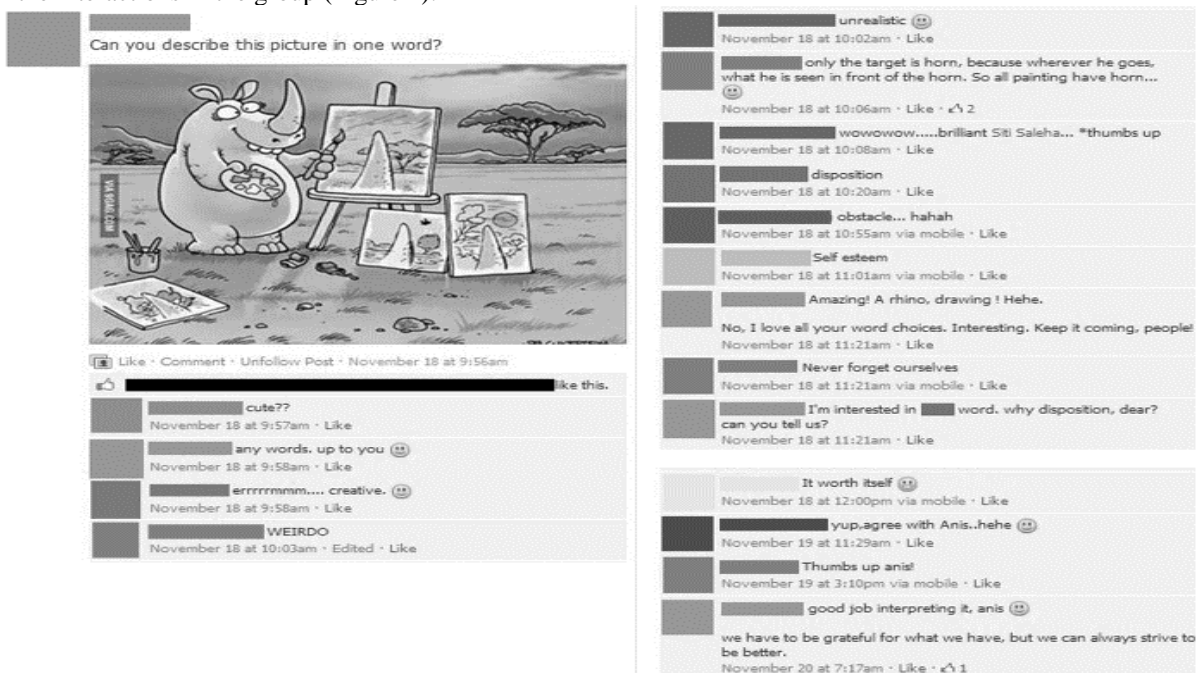 Can you describe this picture in one word?
VIA 9GAG.COM
Like · Comment · Unfollow Post · November 18 at 9:56am
like this.
cute??
November 18 at 9:57am · Like
any words. up to you
November 18 at 9:58am · Like
errrrrmmm.... creative.
November 18 at 9:58am · Like
WEIRDO
November 18 at 10:03am · Edited · Like
unrealistic
November 18 at 10:02am · Like
only the target is horn, because wherever he goes,
what he is seen in front of the horn. So all painting have horn...
November 18 at 10:06am · Like · 2
wowowow.....brilliant Siti Saleha... *thumbs up
November 18 at 10:08am · Like
disposition
November 18 at 10:20am · Like
obstacle... hahah
November 18 at 10:55am via mobile · Like
Self esteem
November 18 at 11:01am via mobile · Like
Amazing! A rhino, drawing ! Hehe.
No, I love all your word choices. Interesting. Keep it coming, people!
November 18 at 11:21am · Like
Never forget ourselves
November 18 at 11:21am via mobile · Like
I'm interested in word. why disposition, dear?
can you tell us?
November 18 at 11:21am · Like
It worth itself
November 18 at 12:00pm via mobile · Like
yup,agree with Anis..hehe
November 19 at 11:29am · Like
Thumbs up anis!
November 19 at 3:10pm via mobile · Like
good job interpreting it, anis
we have to be grateful for what we have, but we can always strive to
be better.
November 20 at 7:17am · Like · 1